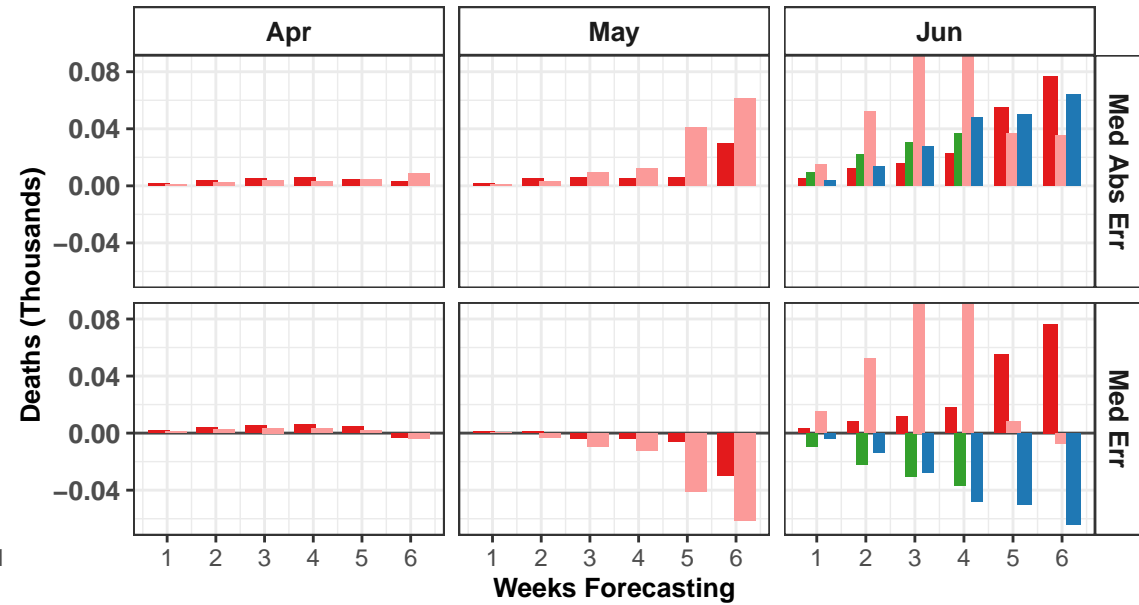 Apr May Jun
0.08
0.04
0.00
−0.04
Med Abs Err
0.08
0.04
0.00
−0.04
Med Err
Deaths (Thousands)
1 2 3 4 5 6 1 2 3 4 5 6 1 2 3 4 5 6
Weeks Forecasting